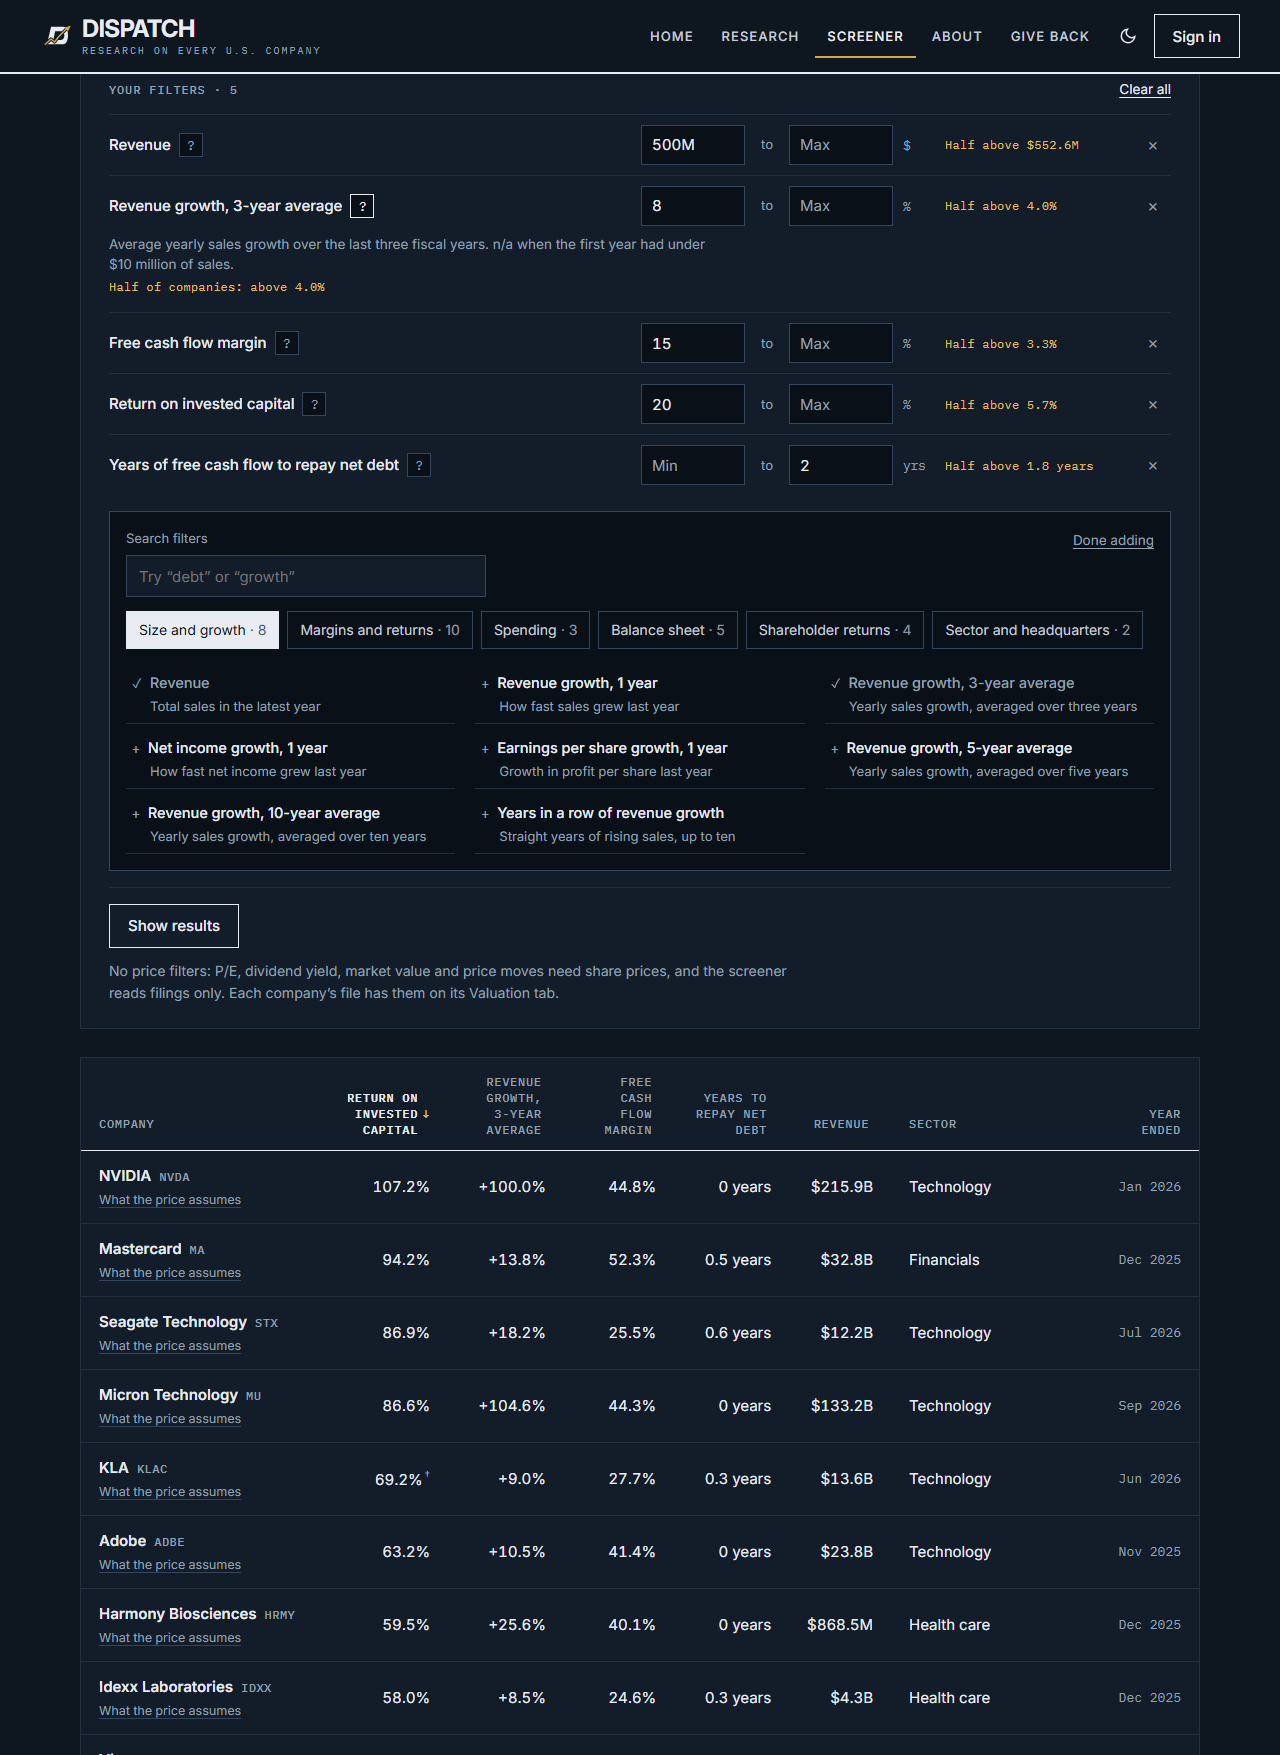 DISPATCH
RESEARCH ON EVERY U.S. COMPANY
HOME
RESEARCH
SCREENER
ABOUT
GIVE BACK
Sign in
YOUR FILTERS · 5
Clear all
Revenue ? 500M to Max $ Half above $552.6M ×
Revenue growth, 3-year average ? 8 to Max % Half above 4.0% ×
Average yearly sales growth over the last three fiscal years. n/a when the first year had under
$10 million of sales.
Half of companies: above 4.0%
Free cash flow margin ? 15 to Max % Half above 3.3% ×
Return on invested capital ? 20 to Max % Half above 5.7% ×
Years of free cash flow to repay net debt ? Min to 2 yrs Half above 1.8 years ×
Search filters
Done adding
Try “debt” or “growth”
Size and growth · 8
Margins and returns · 10
Spending · 3
Balance sheet · 5
Shareholder returns · 4
Sector and headquarters · 2
✓ Revenue
Total sales in the latest year
+ Revenue growth, 1 year
How fast sales grew last year
✓ Revenue growth, 3-year average
Yearly sales growth, averaged over three years
+ Net income growth, 1 year
How fast net income grew last year
+ Earnings per share growth, 1 year
Growth in profit per share last year
+ Revenue growth, 5-year average
Yearly sales growth, averaged over five years
+ Revenue growth, 10-year average
Yearly sales growth, averaged over ten years
+ Years in a row of revenue growth
Straight years of rising sales, up to ten
Show results
No price filters: P/E, dividend yield, market value and price moves need share prices, and the screener
reads filings only. Each company’s file has them on its Valuation tab.
COMPANY
RETURN ON
INVESTED ↓
CAPITAL
REVENUE
GROWTH,
3-YEAR
AVERAGE
FREE
CASH
FLOW
MARGIN
YEARS TO
REPAY NET
DEBT
REVENUE
SECTOR
YEAR
ENDED
NVIDIA NVDA
What the price assumes
107.2% +100.0% 44.8% 0 years $215.9B Technology Jan 2026
Mastercard MA
What the price assumes
94.2% +13.8% 52.3% 0.5 years $32.8B Financials Dec 2025
Seagate Technology STX
What the price assumes
86.9% +18.2% 25.5% 0.6 years $12.2B Technology Jul 2026
Micron Technology MU
What the price assumes
86.6% +104.6% 44.3% 0 years $133.2B Technology Sep 2026
KLA KLAC
What the price assumes
69.2% † +9.0% 27.7% 0.3 years $13.6B Technology Jun 2026
Adobe ADBE
What the price assumes
63.2% +10.5% 41.4% 0 years $23.8B Technology Nov 2025
Harmony Biosciences HRMY
What the price assumes
59.5% +25.6% 40.1% 0 years $868.5M Health care Dec 2025
Idexx Laboratories IDXX
What the price assumes
58.0% +8.5% 24.6% 0.3 years $4.3B Health care Dec 2025